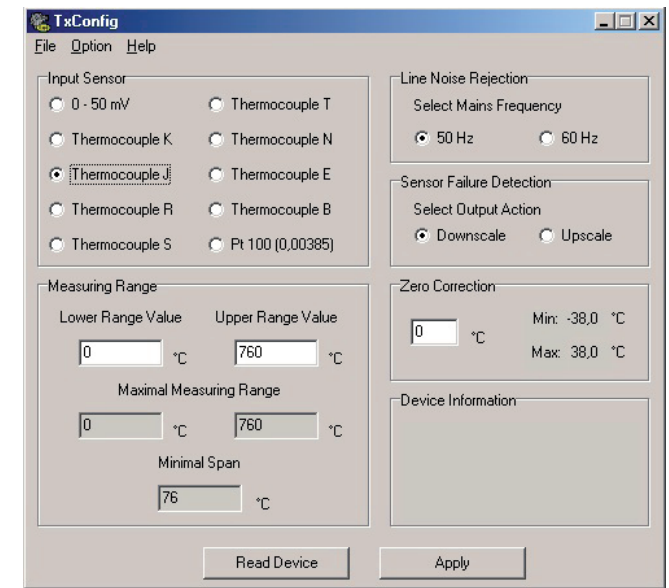 TxConfig
File Option Help
Input Sensor
0 - 50 mV
Thermocouple T
Thermocouple K
Thermocouple N
Thermocouple J
Thermocouple E
Thermocouple R
Thermocouple B
Thermocouple S
Pt 100 (0,00385)
Line Noise Rejection
Select Mains Frequency
50 Hz
60 Hz
Sensor Failure Detection
Select Output Action
Downscale
Upscale
Measuring Range
Lower Range Value
Upper Range Value
0 °C
760 °C
Maximal Measuring Range
0 °C
760 °C
Minimal Span
76 °C
Zero Correction
0 °C
Min: -38,0 °C
Max: 38,0 °C
Device Information
Read Device
Apply